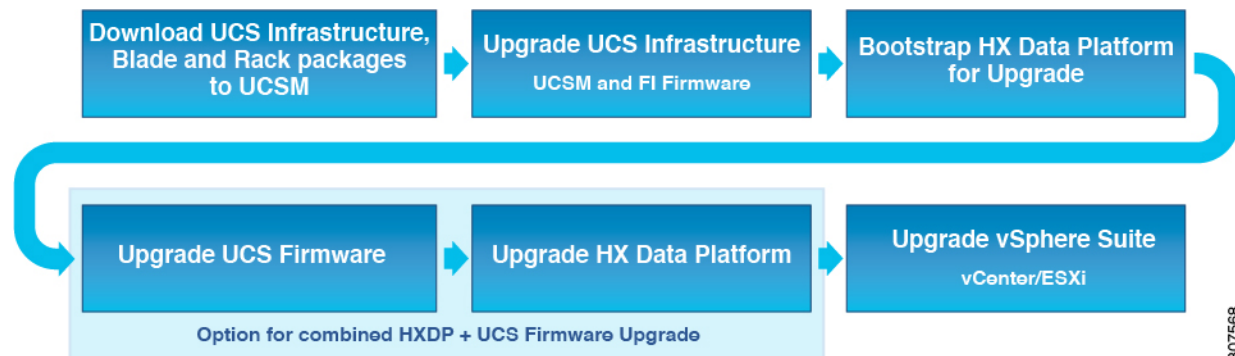 Download UCS Infrastructure,
Blade and Rack packages
to UCSM
Upgrade UCS Infrastructure
UCSM and FI Firmware
Bootstrap HX Data Platform
for Upgrade
Upgrade UCS Firmware
Upgrade HX Data Platform
Upgrade vSphere Suite
vCenter/ESXi
Option for combined HXDP + UCS Firmware Upgrade
307568